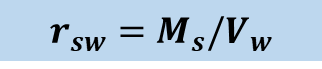 r_sw = M_s/V_w